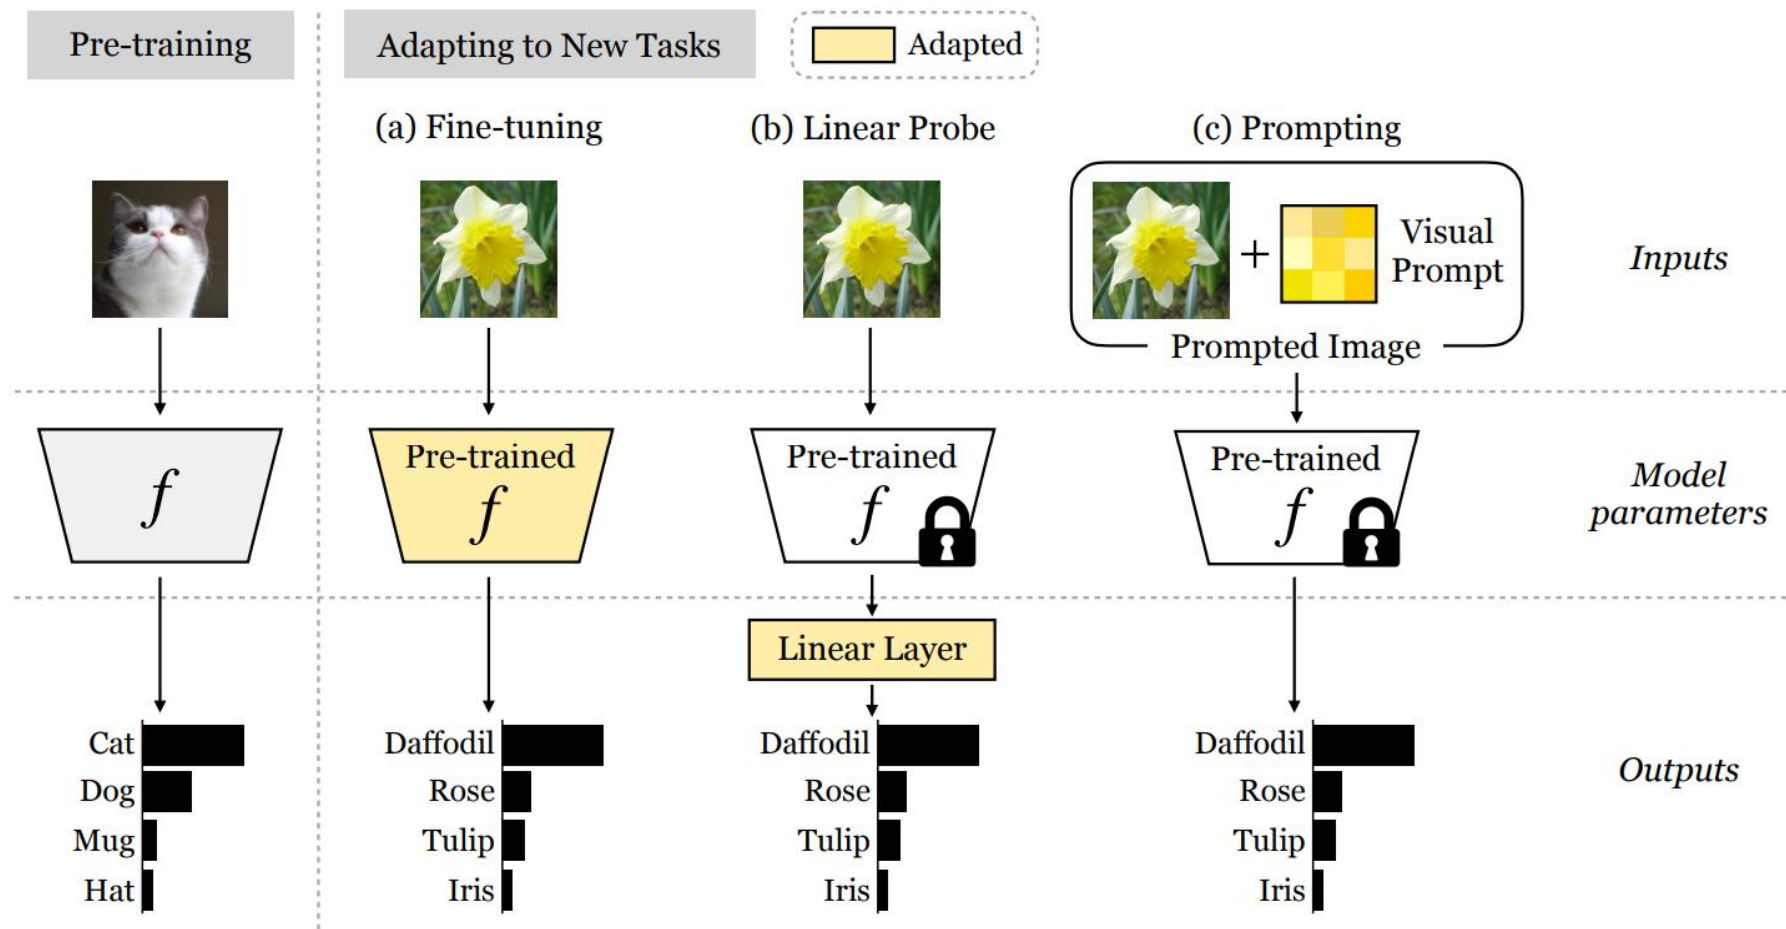 Pre-training
Adapting to New Tasks
Adapted
(a) Fine-tuning
(b) Linear Probe
(c) Prompting
+
Visual
Prompt
Prompted Image
Inputs
f
Pre-trained
f
Pre-trained
f
Pre-trained
f
Model
parameters
Linear Layer
Cat
Dog
Mug
Hat
Daffodil
Rose
Tulip
Iris
Daffodil
Rose
Tulip
Iris
Daffodil
Rose
Tulip
Iris
Outputs